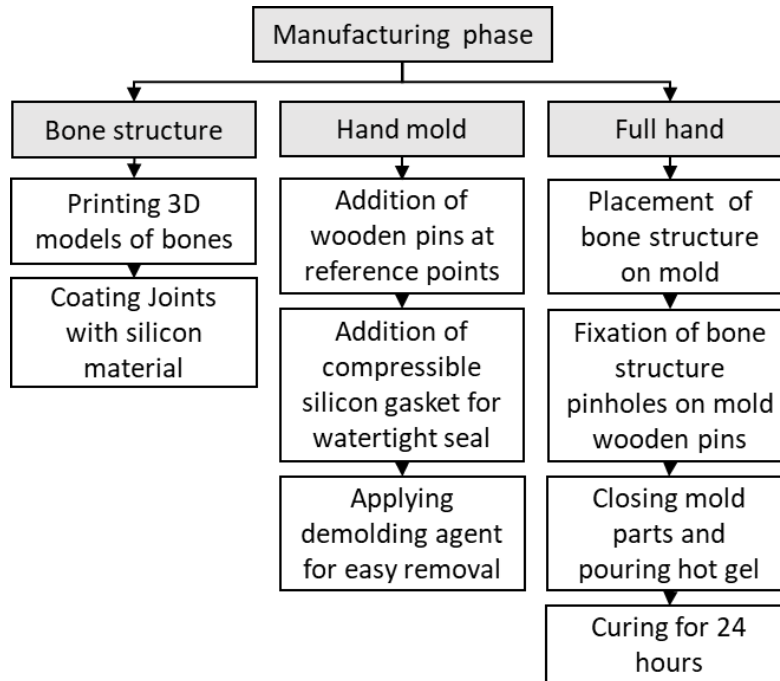 Manufacturing phase
Bone structure
Printing 3D
models of bones
Coating Joints
with silicon
material
Hand mold
Addition of
wooden pins at
reference points
Addition of
compressible
silicon gasket for
watertight seal
Applying
demolding agent
for easy removal
Full hand
Placement of
bone structure
on mold
Fixation of bone
structure
pinholes on mold
wooden pins
Closing mold
parts and
pouring hot gel
Curing for 24
hours